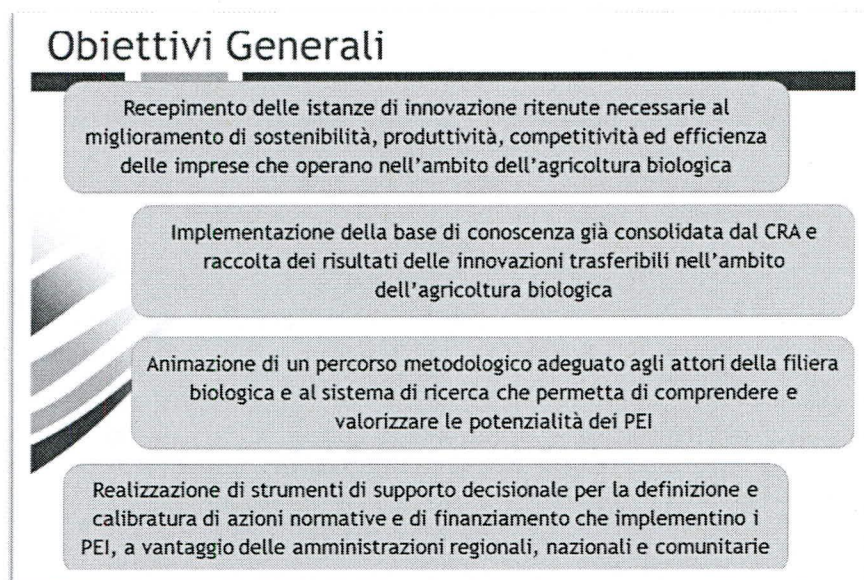 Obiettivi Generali
Recepimento delle istanze di innovazione ritenute necessarie al
miglioramento di sostenibilità, produttività, competitività ed efficienza
delle imprese che operano nell'ambito dell'agricoltura biologica
Implementazione della base di conoscenza già consolidata dal CRA e
raccolta dei risultati delle innovazioni trasferibili nell'ambito
dell'agricoltura biologica
Animazione di un percorso metodologico adeguato agli attori della filiera
biologica e al sistema di ricerca che permetta di comprendere e
valorizzare le potenzialità dei PEI
Realizzazione di strumenti di supporto decisionale per la definizione e
calibratura di azioni normative e di finanziamento che implementino i
PEI, a vantaggio delle amministrazioni regionali, nazionali e comunitarie